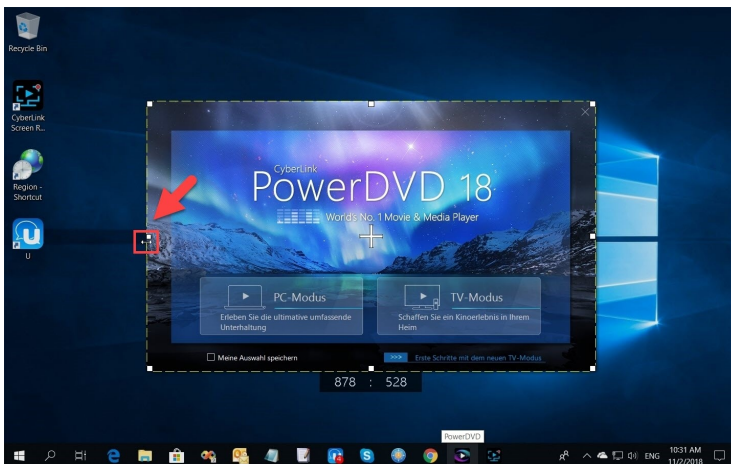 Recycle Bin
CyberLink
Screen R...
Region -
Shortcut
U
CyberLink
PowerDVD 18
World's No. 1 Movie & Media Player
PC-Modus
Erleben Sie die ultimative umfassende
Unterhaltung
TV-Modus
Schaffen Sie ein Kinoerlebnis in Ihrem
Heim
Meine Auswahl speichern
>>> Erste Schritte mit dem neuen TV-Modus
878 : 528
PowerDVD
ENG
10:31 AM
11/2/2018